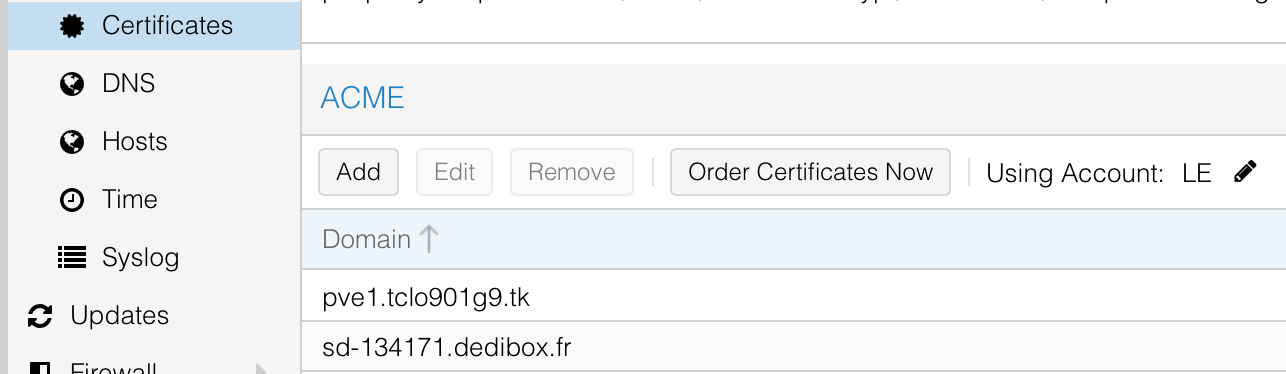 Certificates
DNS
Hosts
Time
Syslog
Updates
Firewall
ACME
Add Edit Remove Order Certificates Now Using Account: LE
Domain
pve1.tclo901g9.tk
sd-134171.dedibox.fr